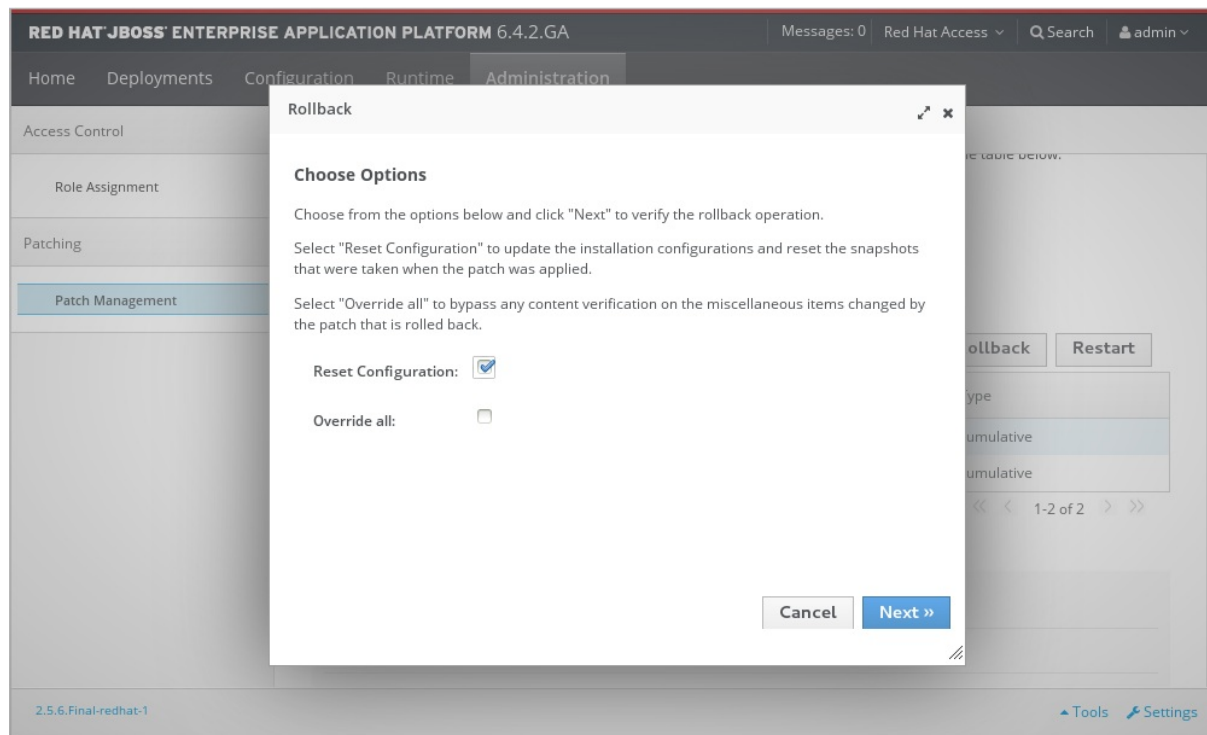 RED HAT JBOSS ENTERPRISE APPLICATION PLATFORM 6.4.2.GA
Messages: 0 Red Hat Access Search admin
Home Deployments Configuration Runtime Administration
Rollback
Access Control
e table below.
Role Assignment
Patching
Patch Management
Choose Options
Choose from the options below and click "Next" to verify the rollback operation.
Select "Reset Configuration" to update the installation configurations and reset the snapshots
that were taken when the patch was applied.
Select "Override all" to bypass any content verification on the miscellaneous items changed by
the patch that is rolled back.
Reset Configuration:
Override all:
ollback Restart
ype
umulative
umulative
1-2 of 2
Cancel Next »
2.5.6.Final-redhat-1
Tools Settings